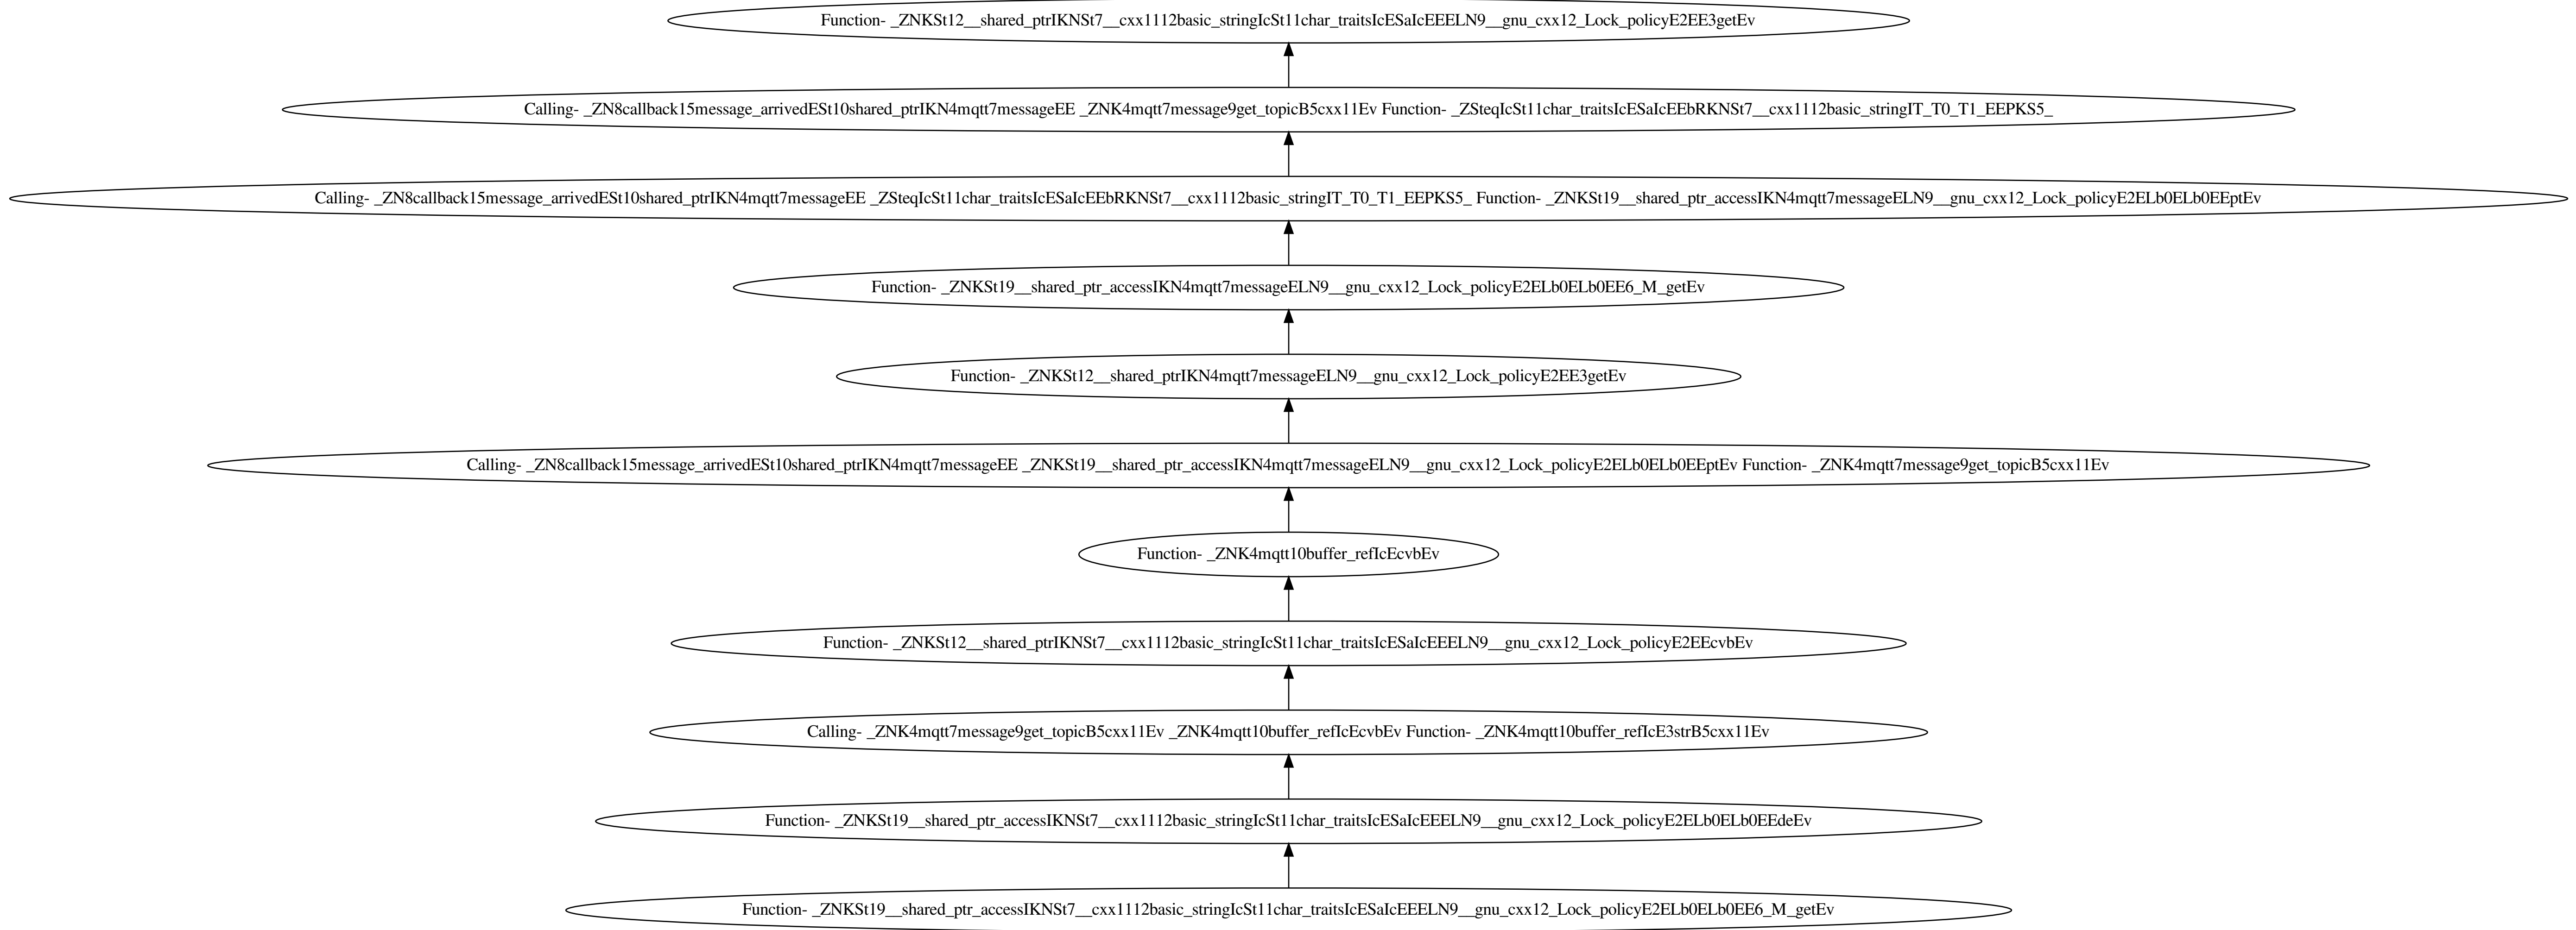 Function- _ZNKSt12__shared_ptrIKNSt7__cxx1112basic_stringIcSt11char_traitsIcESaIcEEELN9__gnu_cxx12_Lock_policyE2EE3getEv
Calling- _ZN8callback15message_arrivedESt10shared_ptrIKN4mqtt7messageEE _ZNK4mqtt7message9get_topicB5cxx11Ev Function- _ZSteqIcSt11char_traitsIcESaIcEEbRKNSt7__cxx1112basic_stringIT_T0_T1_EEPKS5_
Calling- _ZN8callback15message_arrivedESt10shared_ptrIKN4mqtt7messageEE _ZSteqIcSt11char_traitsIcESaIcEEbRKNSt7__cxx1112basic_stringIT_T0_T1_EEPKS5_ Function- _ZNKSt19__shared_ptr_accessIKN4mqtt7messageELN9__gnu_cxx12_Lock_policyE2ELb0ELb0EEptEv
Function- _ZNKSt19__shared_ptr_accessIKN4mqtt7messageELN9__gnu_cxx12_Lock_policyE2ELb0ELb0EE6_M_getEv
Function- _ZNKSt12__shared_ptrIKN4mqtt7messageELN9__gnu_cxx12_Lock_policyE2EE3getEv
Calling- _ZN8callback15message_arrivedESt10shared_ptrIKN4mqtt7messageEE _ZNKSt19__shared_ptr_accessIKN4mqtt7messageELN9__gnu_cxx12_Lock_policyE2ELb0ELb0EEptEv Function- _ZNK4mqtt7message9get_topicB5cxx11Ev
Function- _ZNK4mqtt10buffer_refIcEcvbEv
Function- _ZNKSt12__shared_ptrIKNSt7__cxx1112basic_stringIcSt11char_traitsIcESaIcEEELN9__gnu_cxx12_Lock_policyE2EEcvbEv
Calling- _ZNK4mqtt7message9get_topicB5cxx11Ev _ZNK4mqtt10buffer_refIcEcvbEv Function- _ZNK4mqtt10buffer_refIcE3strB5cxx11Ev
Function- _ZNKSt19__shared_ptr_accessIKNSt7__cxx1112basic_stringIcSt11char_traitsIcESaIcEEELN9__gnu_cxx12_Lock_policyE2ELb0ELb0EEdeEv
Function- _ZNKSt19__shared_ptr_accessIKNSt7__cxx1112basic_stringIcSt11char_traitsIcESaIcEEELN9__gnu_cxx12_Lock_policyE2ELb0ELb0EE6_M_getEv